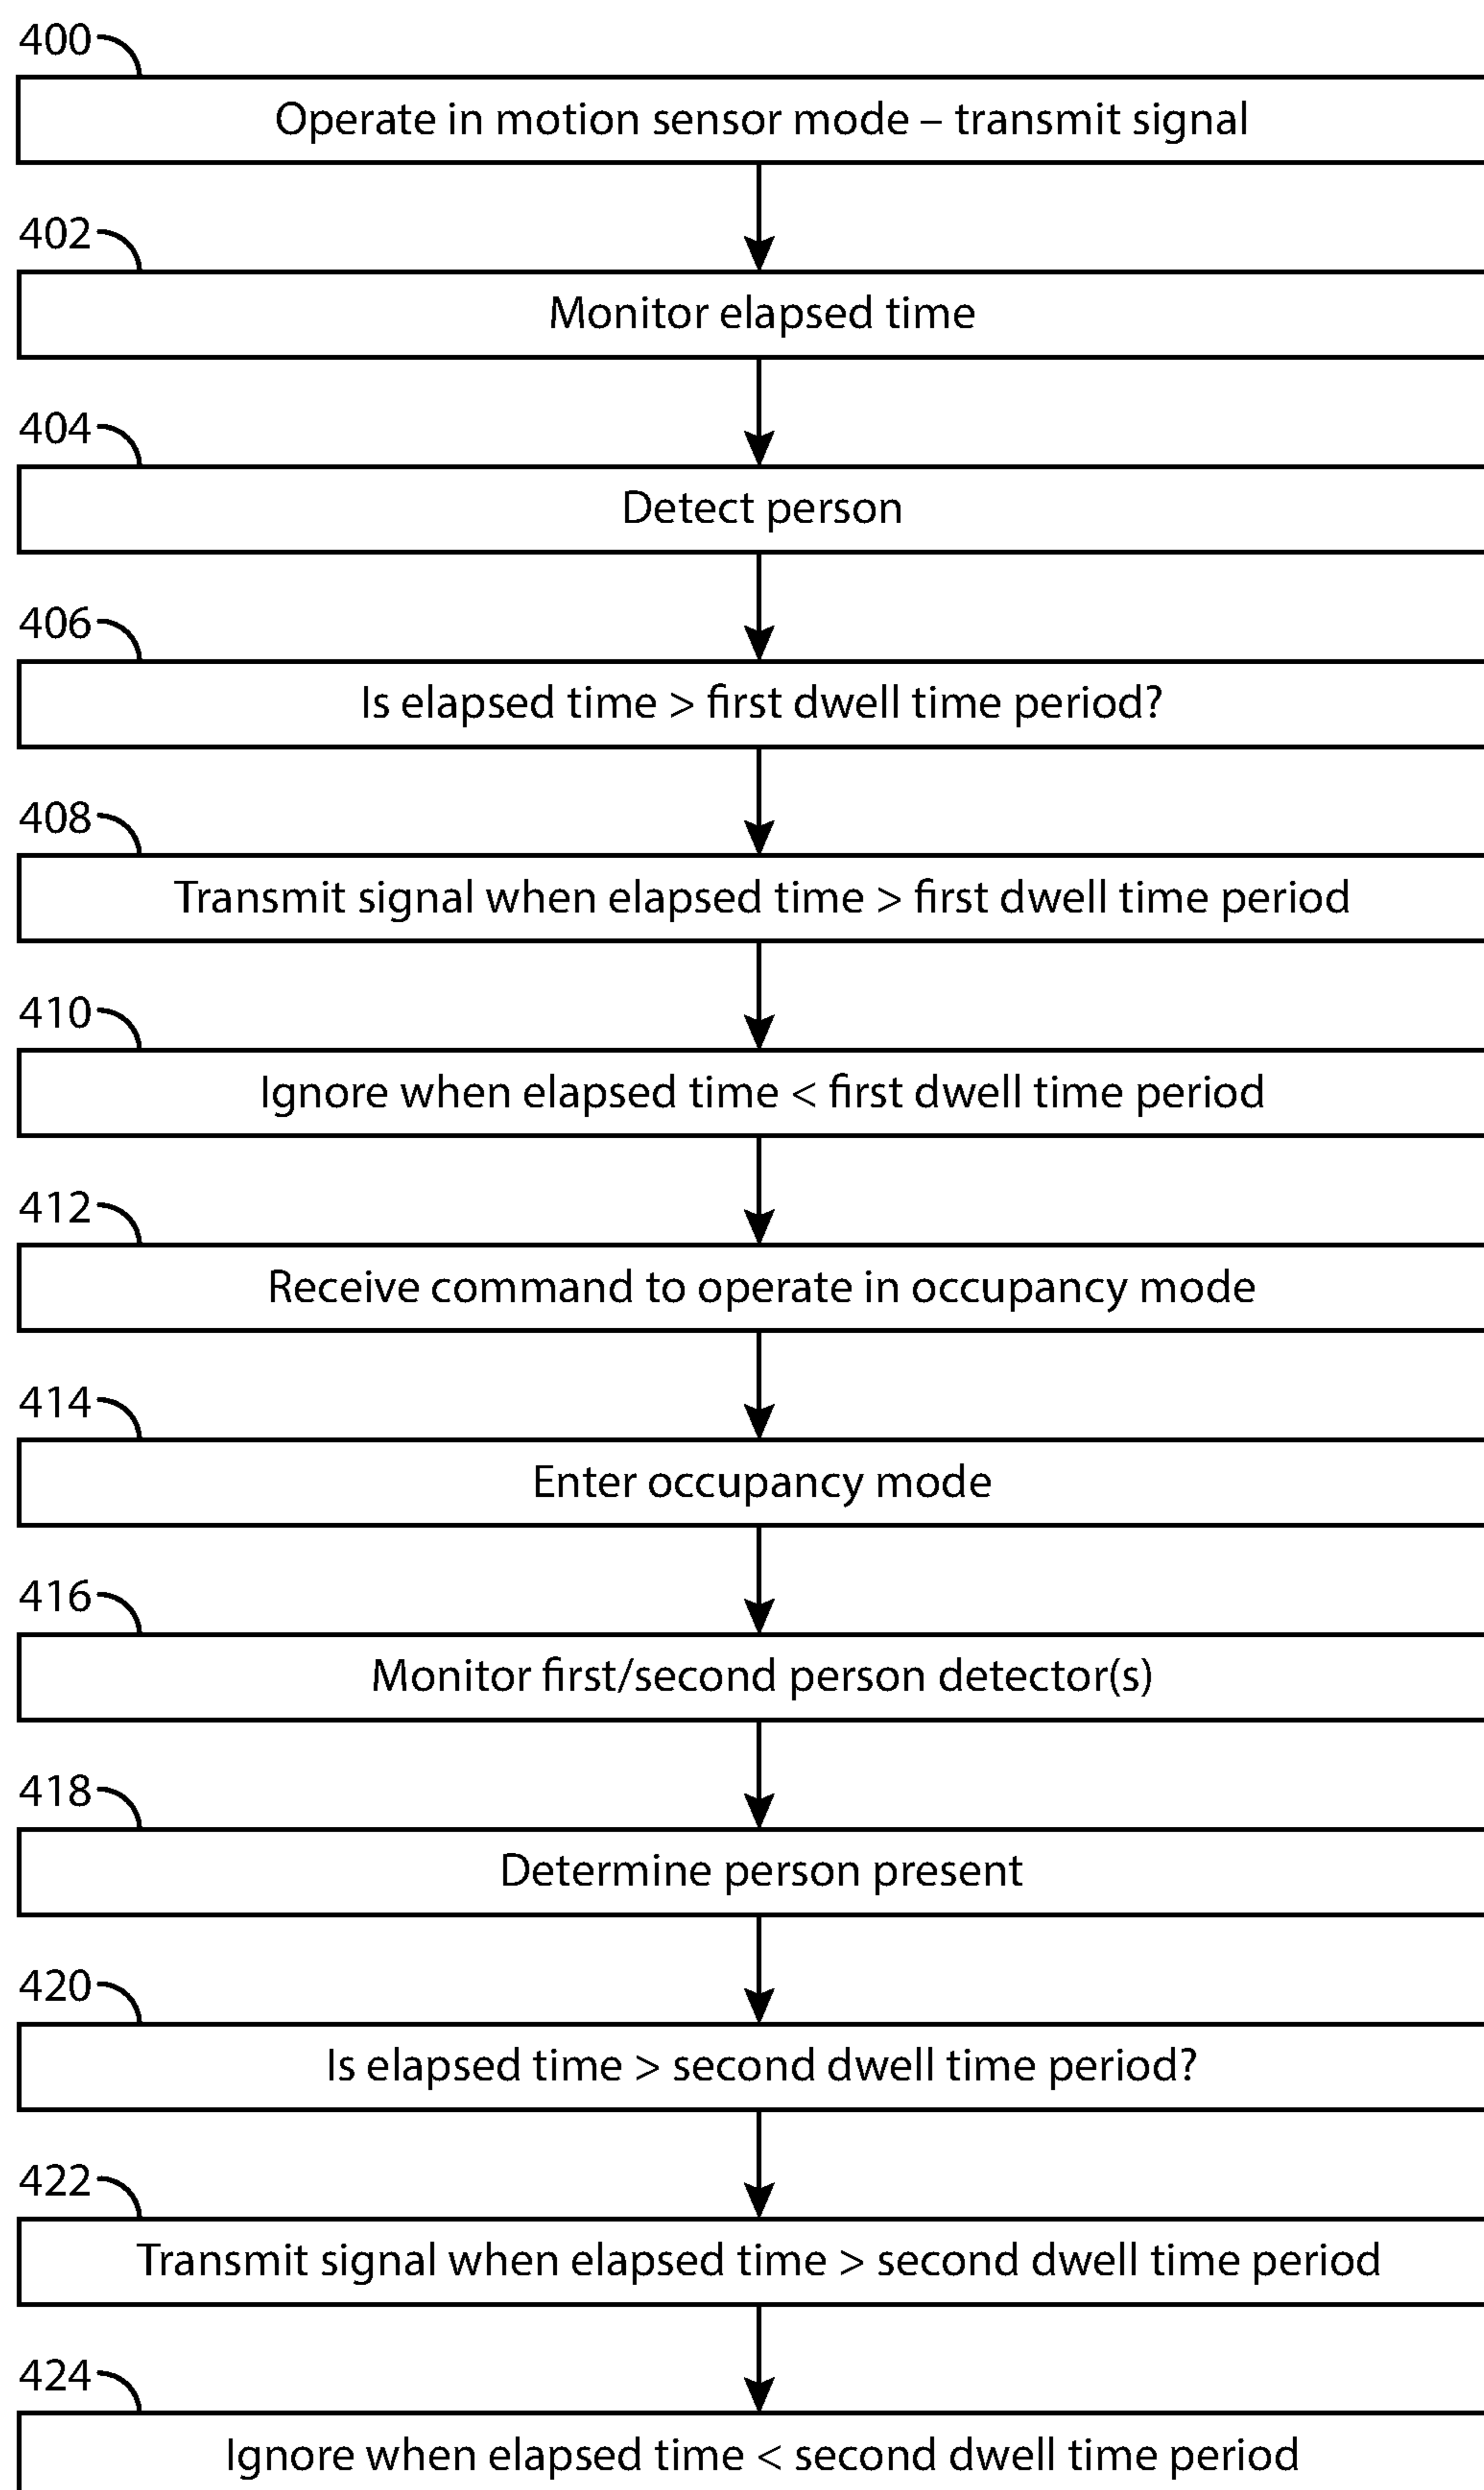 400
Operate in motion sensor mode – transmit signal
402
Monitor elapsed time
404
Detect person
406
Is elapsed time > first dwell time period?
408
Transmit signal when elapsed time > first dwell time period
410
Ignore when elapsed time < first dwell time period
412
Receive command to operate in occupancy mode
414
Enter occupancy mode
416
Monitor first/second person detector(s)
418
Determine person present
420
Is elapsed time > second dwell time period?
422
Transmit signal when elapsed time > second dwell time period
424
Ignore when elapsed time < second dwell time period